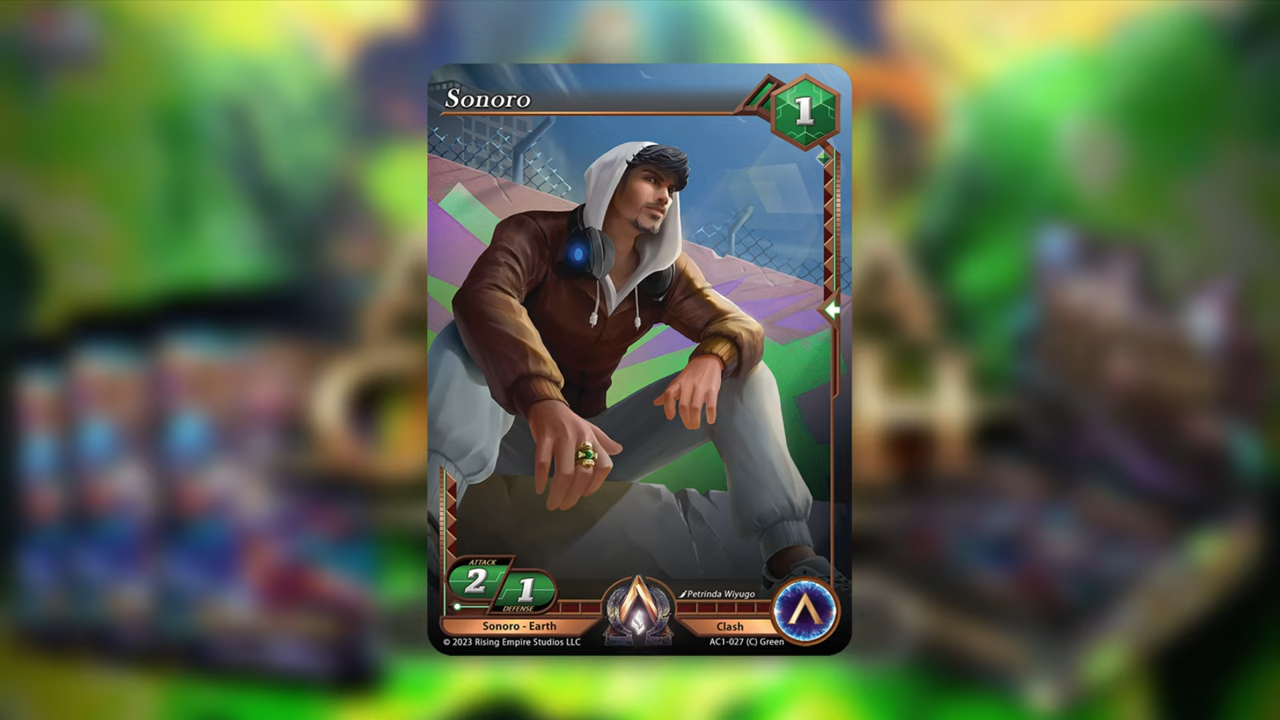 Sonoro
1
ATTACK
2
1
DEFENSE
Petrinda Wiyugo
Sonoro - Earth
Clash
© 2023 Rising Empire Studios LLC
AC1-027 (C) Green